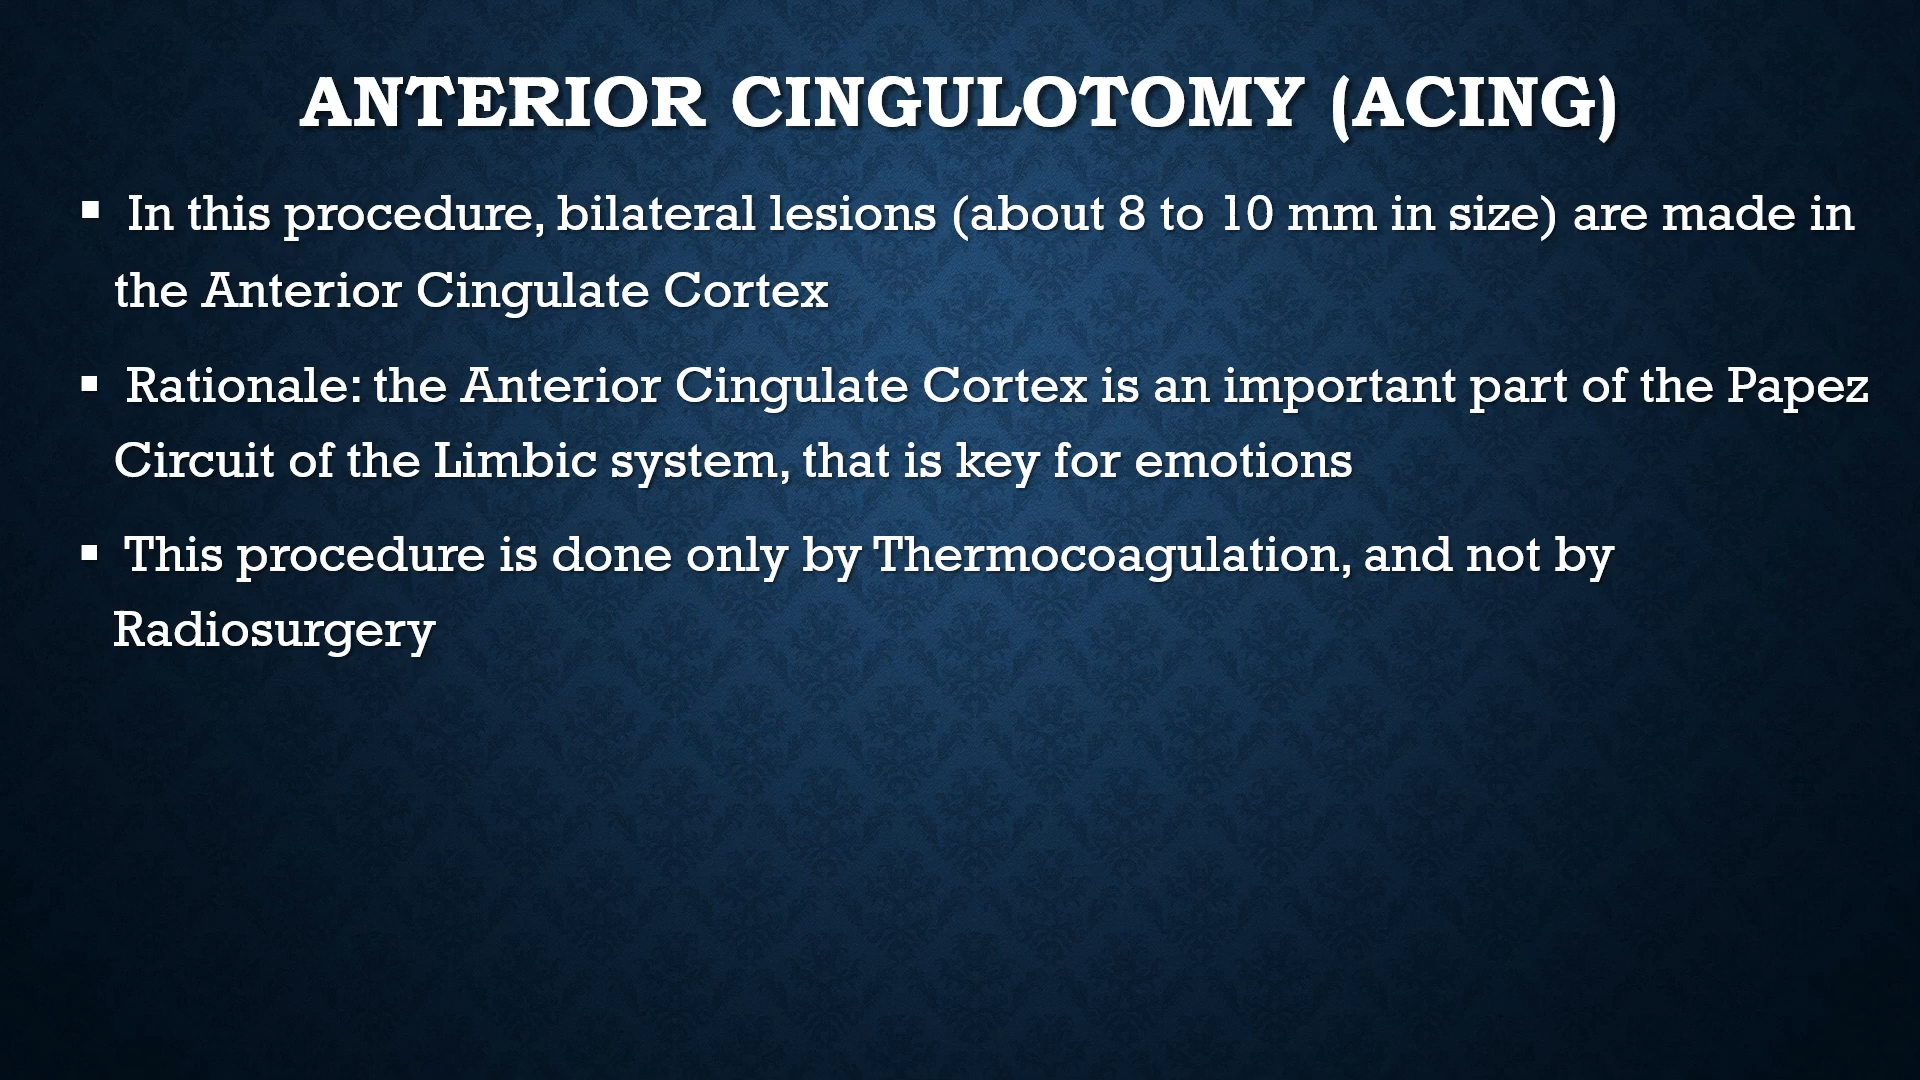 ANTERIOR CINGULOTOMY (ACING)
▪ In this procedure, bilateral lesions (about 8 to 10 mm in size) are made in
the Anterior Cingulate Cortex
▪ Rationale: the Anterior Cingulate Cortex is an important part of the Papez
Circuit of the Limbic system, that is key for emotions
▪ This procedure is done only by Thermocoagulation, and not by
Radiosurgery